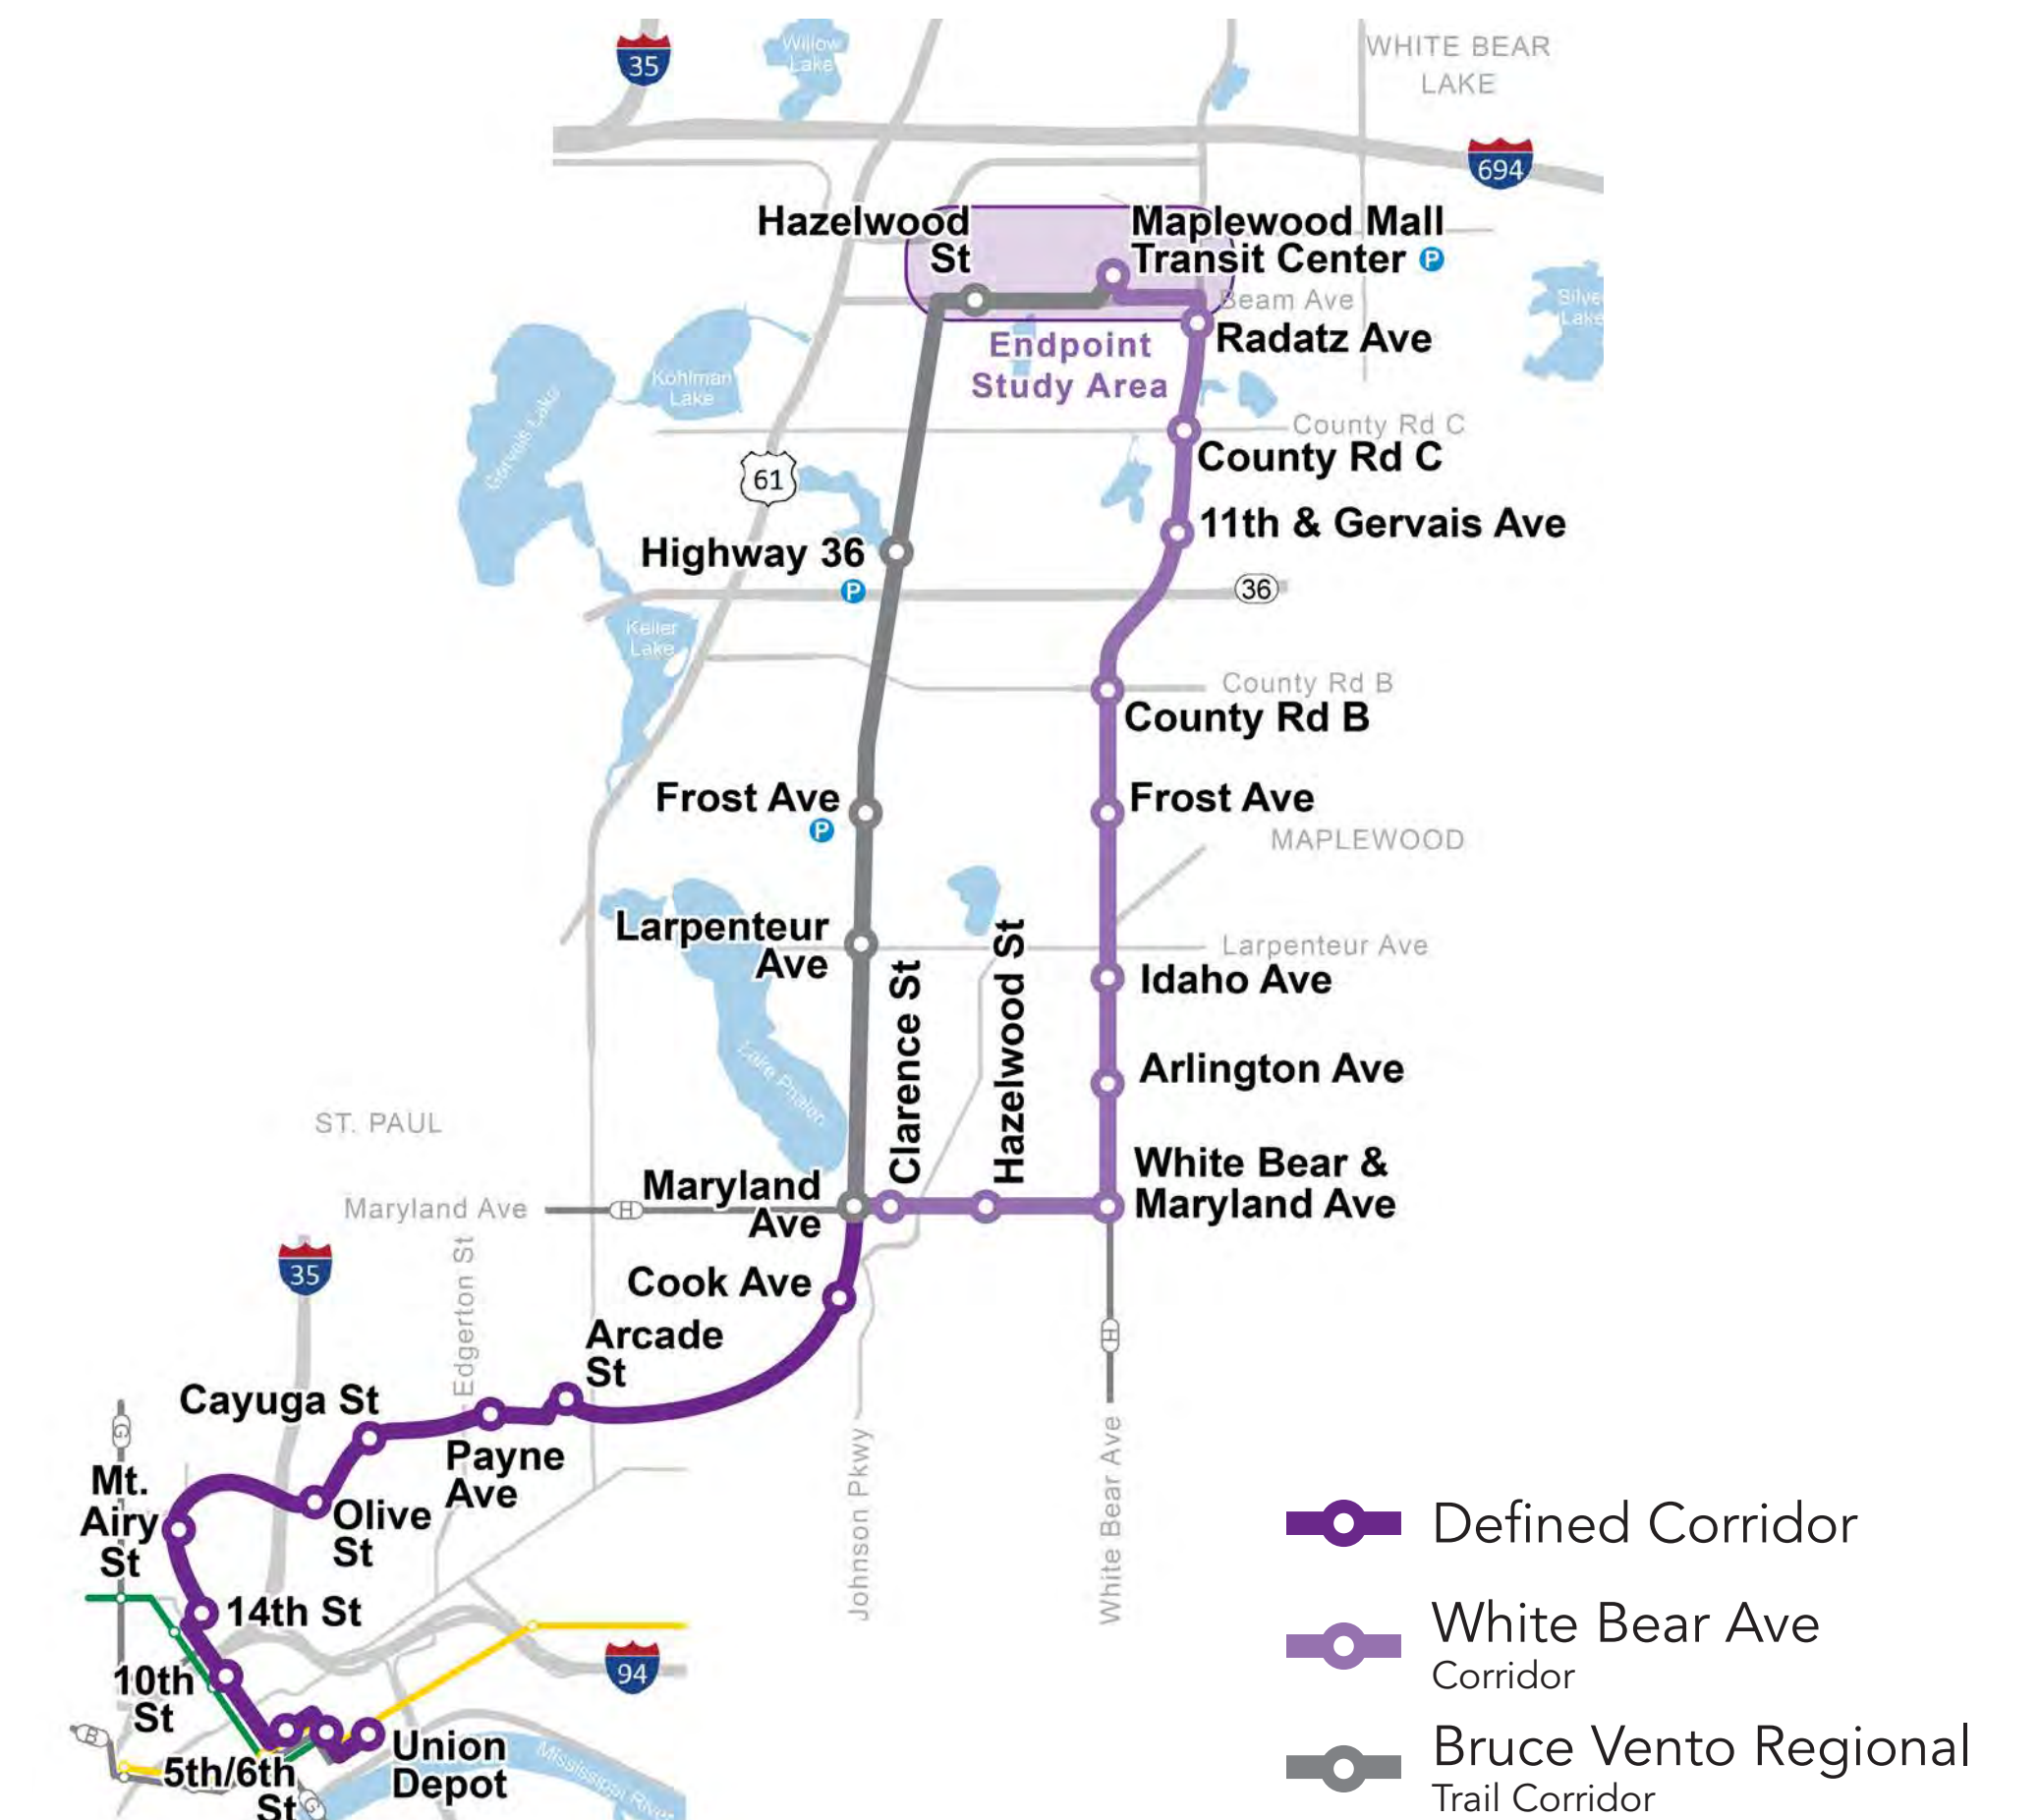 35
Willow
Lake
WHITE BEAR
LAKE
694
Hazelwood
St
Maplewood Mall
Transit Center P
Beam Ave
Radatz Ave
Silver
Lake
Endpoint
Study Area
Kohlman
Lake
Gervais Lake
County Rd C
County Rd C
61
11th & Gervais Ave
Highway 36
P
36
Keller
Lake
County Rd B
County Rd B
Frost Ave
P
Frost Ave
MAPLEWOOD
Larpenteur
Ave
Larpenteur Ave
Clarence St
Hazelwood St
Idaho Ave
Lake Phalen
Arlington Ave
ST. PAUL
White Bear &
Maryland Ave
Maryland Ave
H
Maryland
Ave
35
Edgerton St
Cook Ave
H
Arcade
St
Cayuga St
G
Payne
Ave
Johnson Pkwy
White Bear Ave
Mt.
Airy
St
Olive
St
14th St
94
10th
St
B
5th/6th
St
G
Union
Depot
Mississippi River
Defined Corridor
White Bear Ave
Corridor
Bruce Vento Regional
Trail Corridor